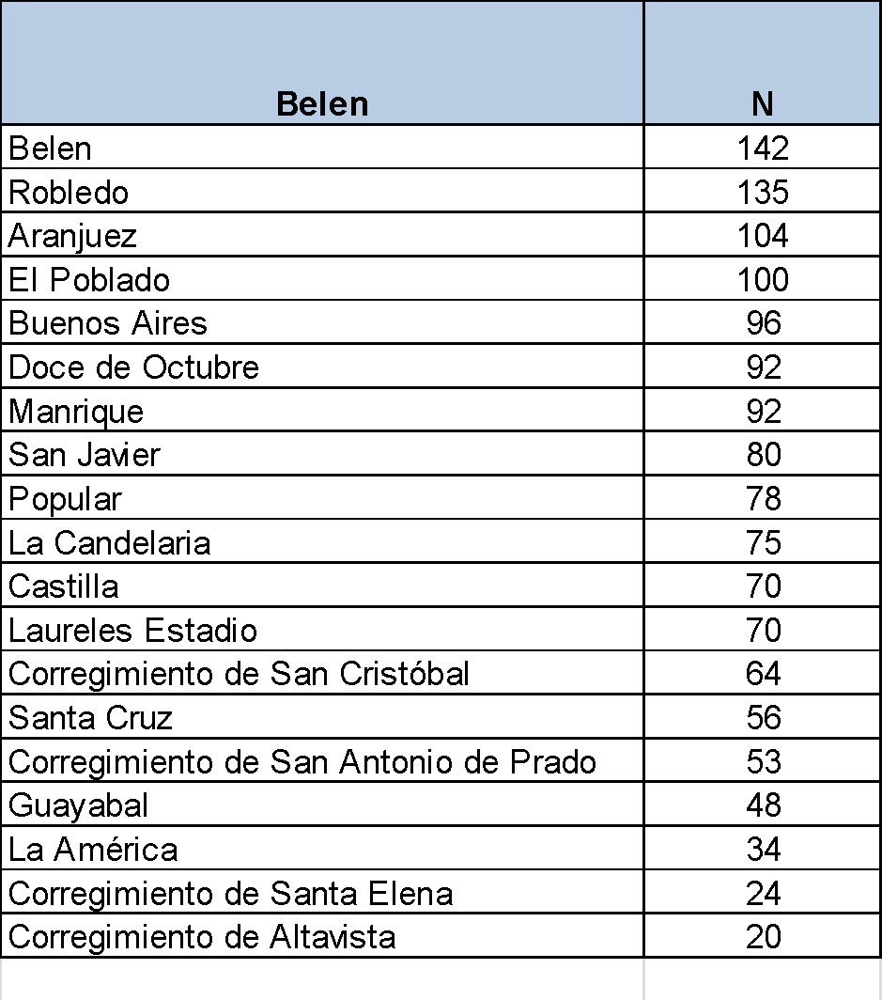 Belen N
Belen 142
Robledo 135
Aranjuez 104
El Poblado 100
Buenos Aires 96
Doce de Octubre 92
Manrique 92
San Javier 80
Popular 78
La Candelaria 75
Castilla 70
Laureles Estadio 70
Corregimiento de San Cristóbal 64
Santa Cruz 56
Corregimiento de San Antonio de Prado 53
Guayabal 48
La América 34
Corregimiento de Santa Elena 24
Corregimiento de Altavista 20